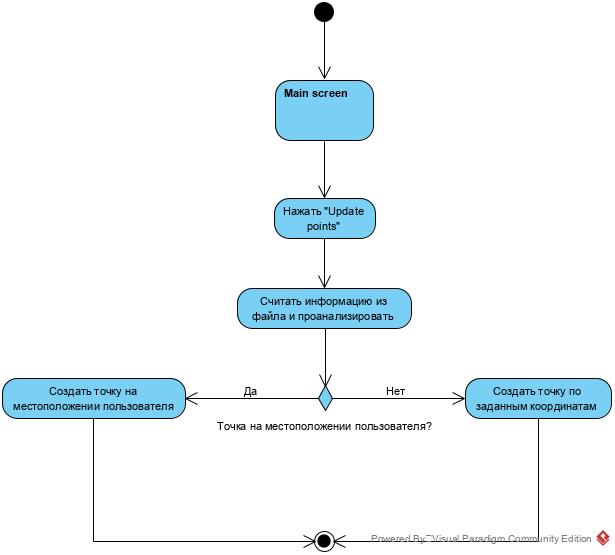 Main screen
Нажать "Update
points"
Считать информацию из
файла и проанализировать
Создать точку на
местоположении пользователя
Да
Нет
Создать точку по
заданным координатам
Точка на местоположении пользователя?
Powered By Visual Paradigm Community Edition